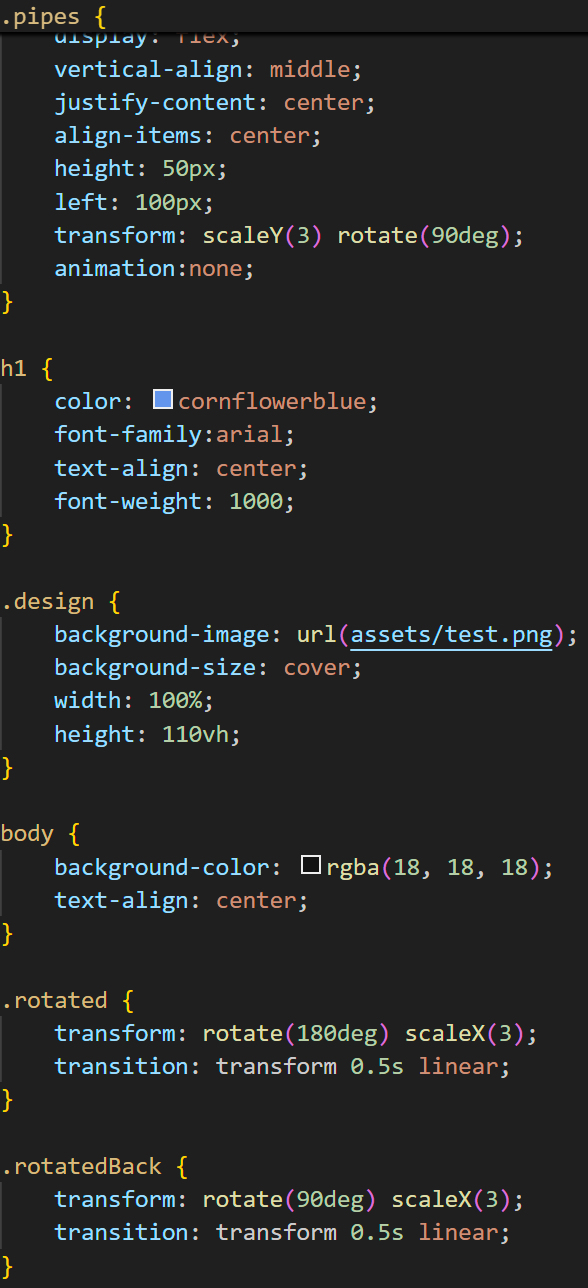 .pipes {
display: flex;
vertical-align: middle;
justify-content: center;
align-items: center;
height: 50px;
left: 100px;
transform: scaleY(3) rotate(90deg);
animation:none;
}
h1 {
color: cornflowerblue;
font-family:arial;
text-align: center;
font-weight: 1000;
}
.design {
background-image: url(assets/test.png);
background-size: cover;
width: 100%;
height: 110vh;
}
body {
background-color: rgba(18, 18, 18);
text-align: center;
}
.rotated {
transform: rotate(180deg) scaleX(3);
transition: transform 0.5s linear;
}
.rotatedBack {
transform: rotate(90deg) scaleX(3);
transition: transform 0.5s linear;
}